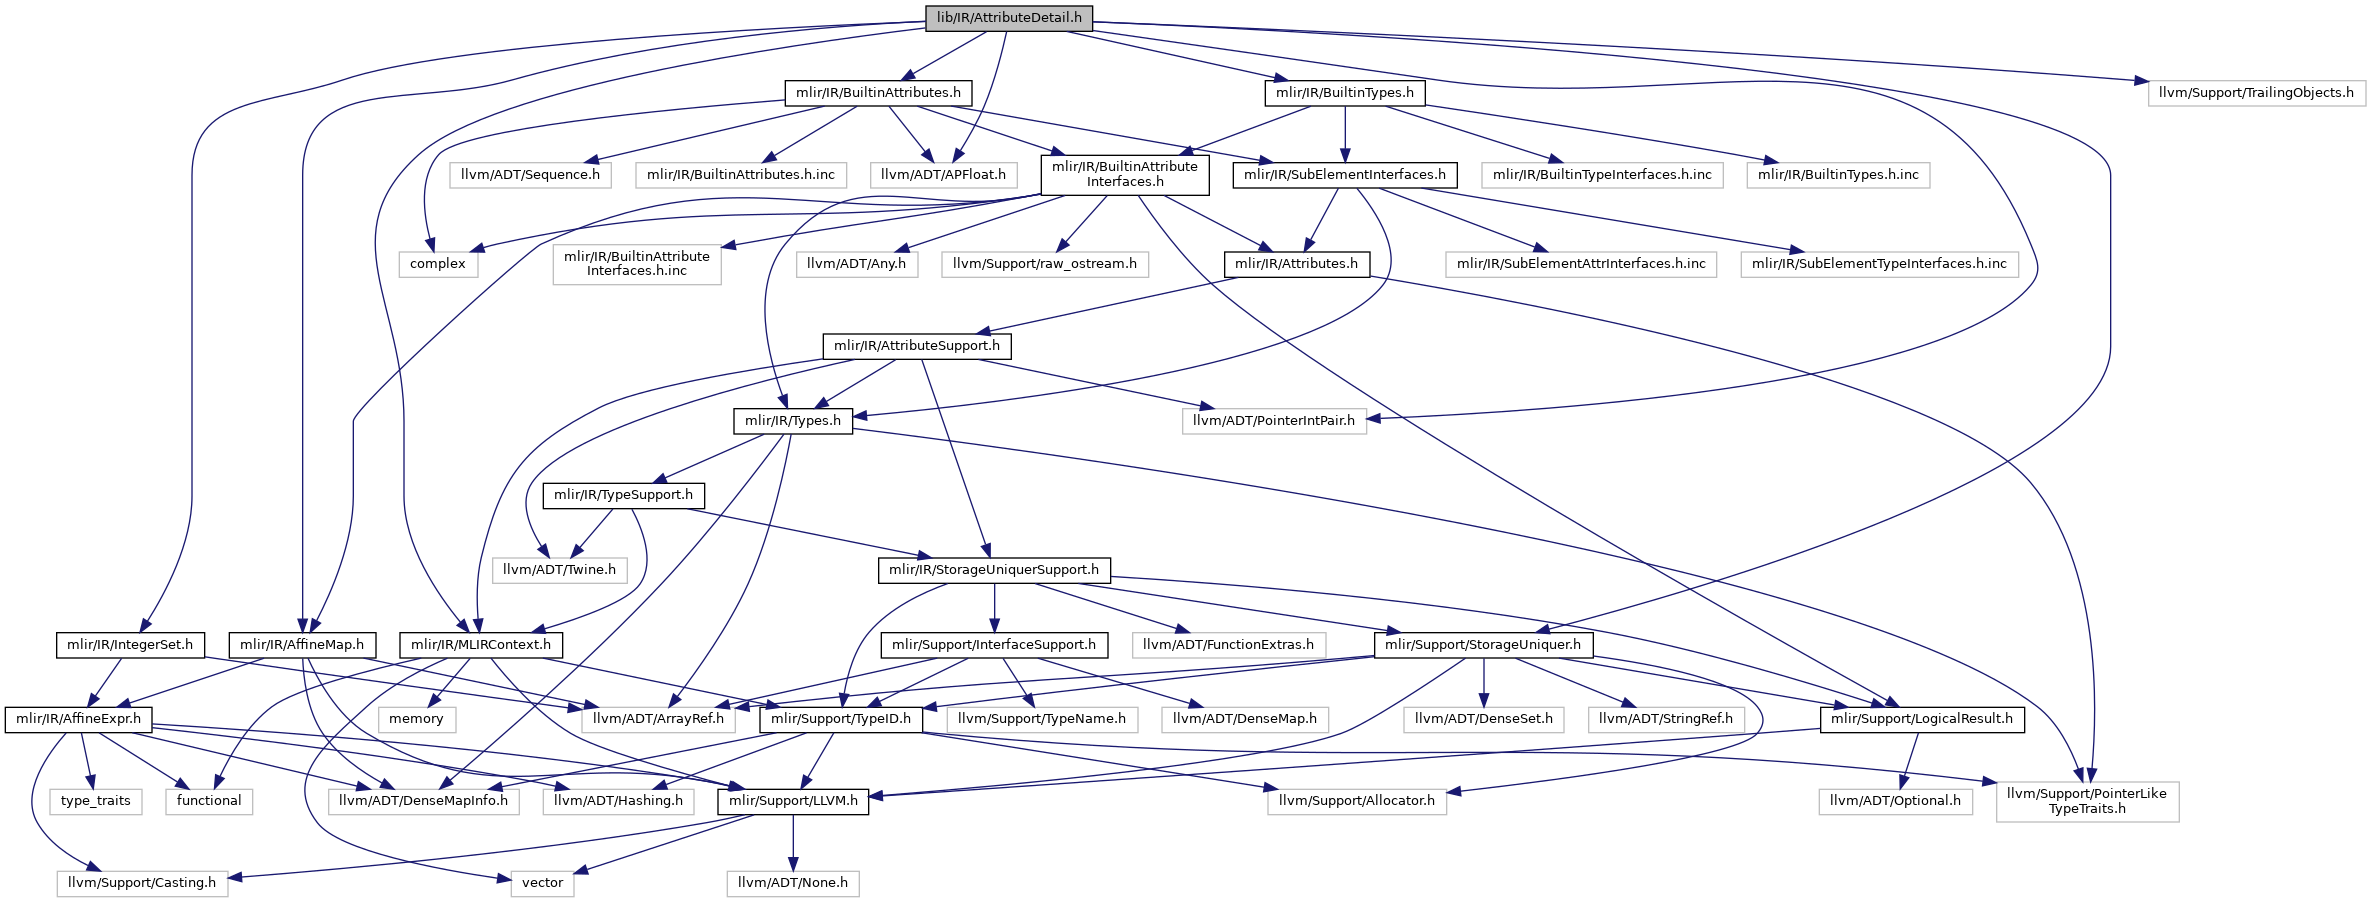 lib/IR/AttributeDetail.h
mlir/IR/BuiltinAttributes.h
mlir/IR/BuiltinTypes.h
llvm/Support/TrailingObjects.h
llvm/ADT/Sequence.h
mlir/IR/BuiltinAttributes.h.inc
llvm/ADT/APFloat.h
mlir/IR/BuiltinAttribute
Interfaces.h
mlir/IR/SubElementInterfaces.h
mlir/IR/BuiltinTypeInterfaces.h.inc
mlir/IR/BuiltinTypes.h.inc
complex
mlir/IR/BuiltinAttribute
Interfaces.h.inc
llvm/ADT/Any.h
llvm/Support/raw_ostream.h
mlir/IR/Attributes.h
mlir/IR/SubElementAttrInterfaces.h.inc
mlir/IR/SubElementTypeInterfaces.h.inc
mlir/IR/AttributeSupport.h
mlir/IR/Types.h
llvm/ADT/PointerIntPair.h
mlir/IR/TypeSupport.h
llvm/ADT/Twine.h
mlir/IR/StorageUniquerSupport.h
mlir/IR/IntegerSet.h
mlir/IR/AffineMap.h
mlir/IR/MLIRContext.h
mlir/Support/InterfaceSupport.h
llvm/ADT/FunctionExtras.h
mlir/Support/StorageUniquer.h
mlir/IR/AffineExpr.h
memory
llvm/ADT/ArrayRef.h
mlir/Support/TypeID.h
llvm/Support/TypeName.h
llvm/ADT/DenseMap.h
llvm/ADT/DenseSet.h
llvm/ADT/StringRef.h
mlir/Support/LogicalResult.h
type_traits
functional
llvm/ADT/DenseMapInfo.h
llvm/ADT/Hashing.h
mlir/Support/LLVM.h
llvm/Support/Allocator.h
llvm/ADT/Optional.h
llvm/Support/PointerLike
TypeTraits.h
llvm/Support/Casting.h
vector
llvm/ADT/None.h